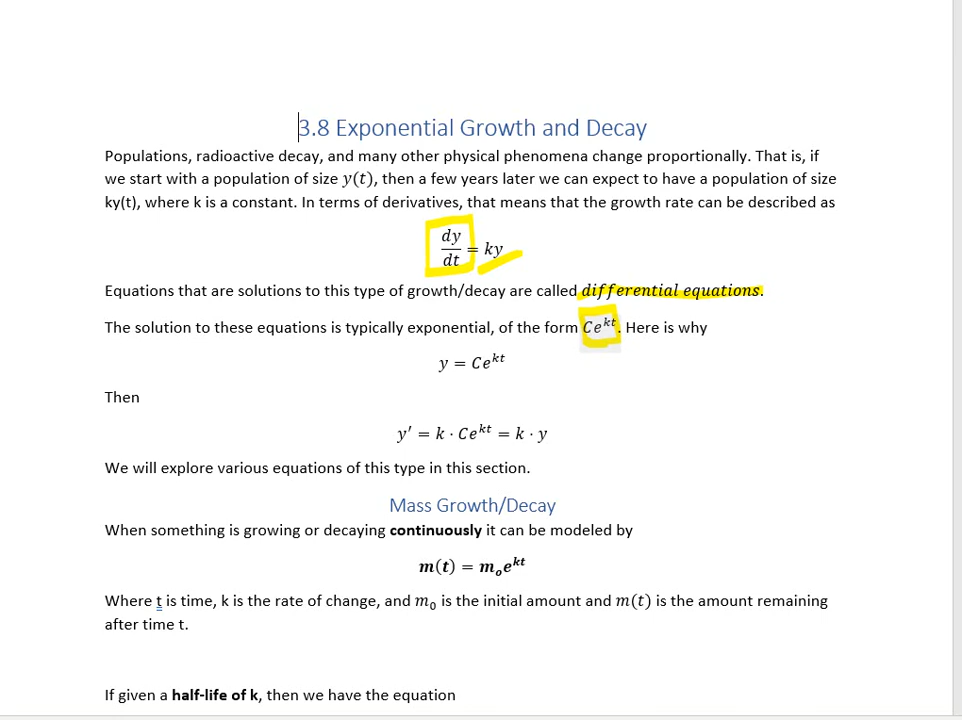 3.8 Exponential Growth and Decay
Populations, radioactive decay, and many other physical phenomena change proportionally. That is, if
we start with a population of size y(t), then a few years later we can expect to have a population of size
ky(t), where k is a constant. In terms of derivatives, that means that the growth rate can be described as
dy/dt = ky
Equations that are solutions to this type of growth/decay are called differential equations.
The solution to these equations is typically exponential, of the form Ce^{kt}. Here is why
y = Ce^{kt}
Then
y' = k · Ce^{kt} = k · y
We will explore various equations of this type in this section.
Mass Growth/Decay
When something is growing or decaying continuously it can be modeled by
m(t) = m_o e^{kt}
Where t is time, k is the rate of change, and m_0 is the initial amount and m(t) is the amount remaining
after time t.
If given a half-life of k, then we have the equation